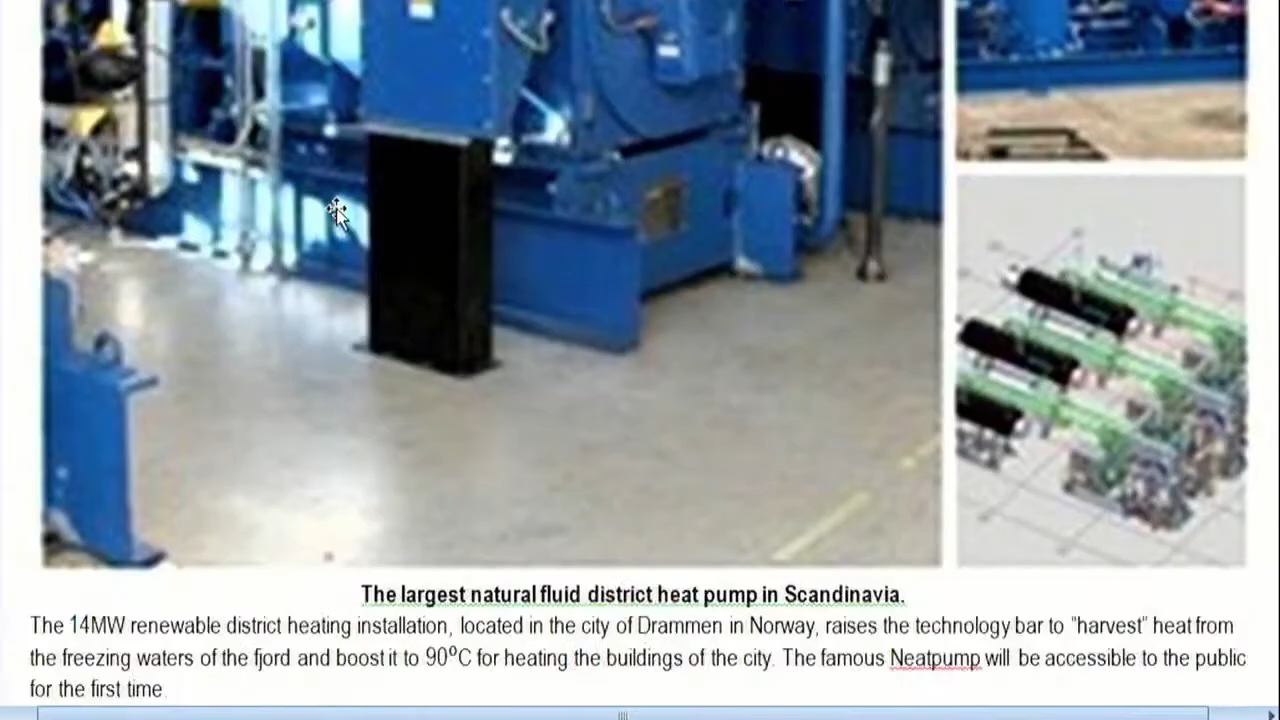 The largest natural fluid district heat pump in Scandinavia.
The 14MW renewable district heating installation, located in the city of Drammen in Norway, raises the technology bar to "harvest" heat from
the freezing waters of the fjord and boost it to 90ºC for heating the buildings of the city. The famous Neatpump will be accessible to the public
for the first time